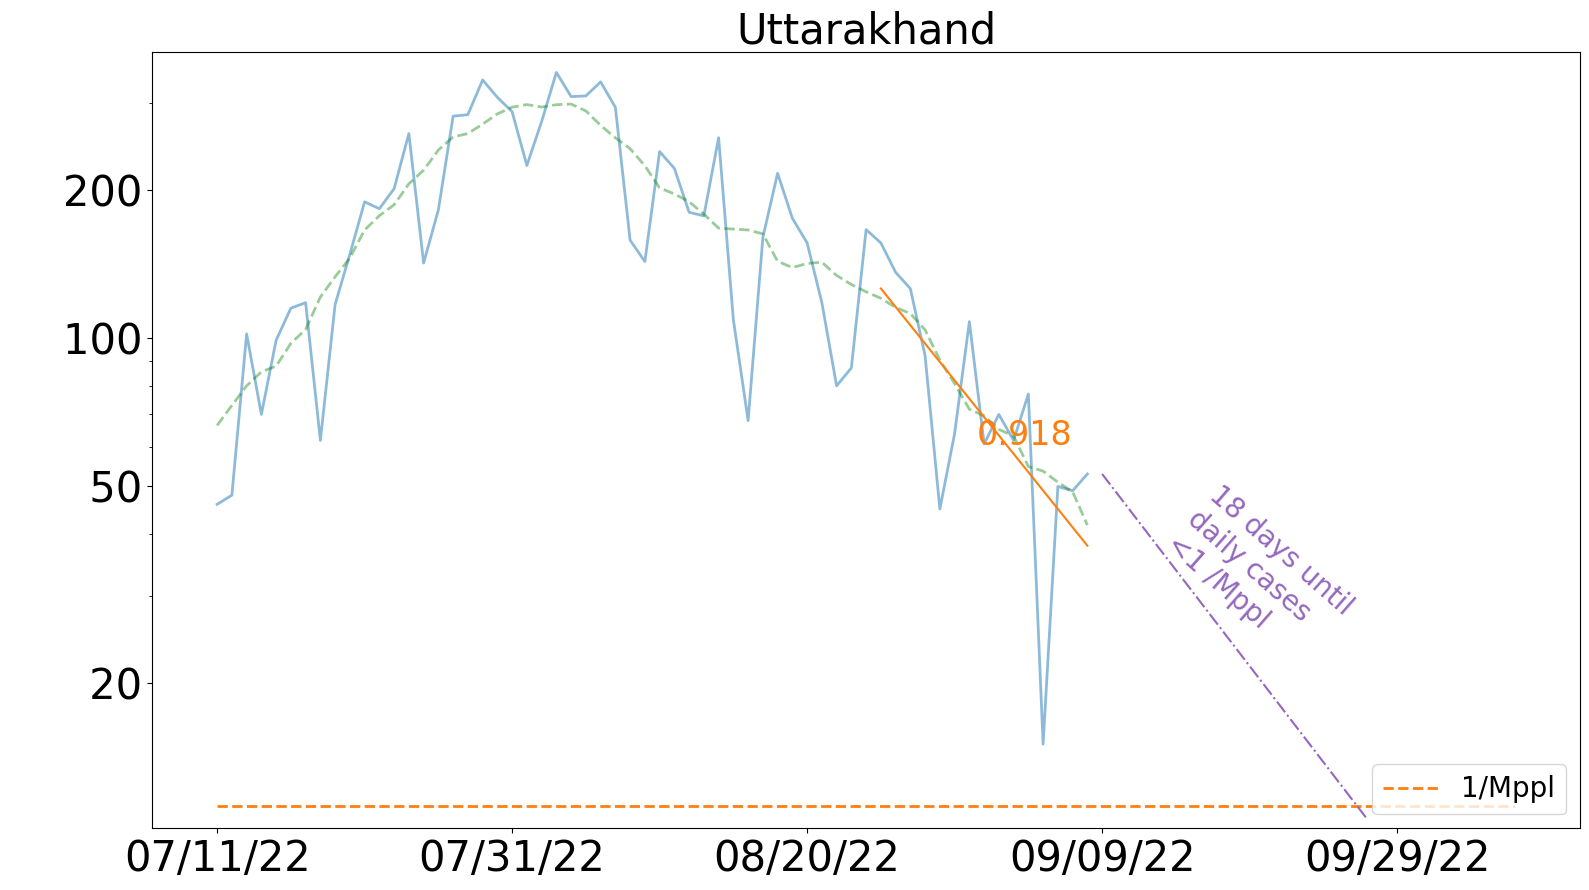 Uttarakhand
200
100
50
20
0.918
18 days until
daily cases
<1 /Mppl
1/Mppl
07/11/22
07/31/22
08/20/22
09/09/22
09/29/22